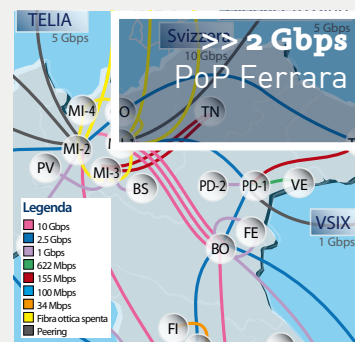 TELIA
5 Gbps
Svizzera
10 Gbps
5 Gbps
>> 2 Gbps
PoP Ferrara
MI-4
TN
MI-2
PV
MI-3
BS
PD-2
PD-1
VE
VSIX
1 Gbps
FE
BO
FI
Legenda
10 Gbps
2.5 Gbps
1 Gbps
622 Mbps
155 Mbps
100 Mbps
34 Mbps
Fibra ottica spenta
Peering